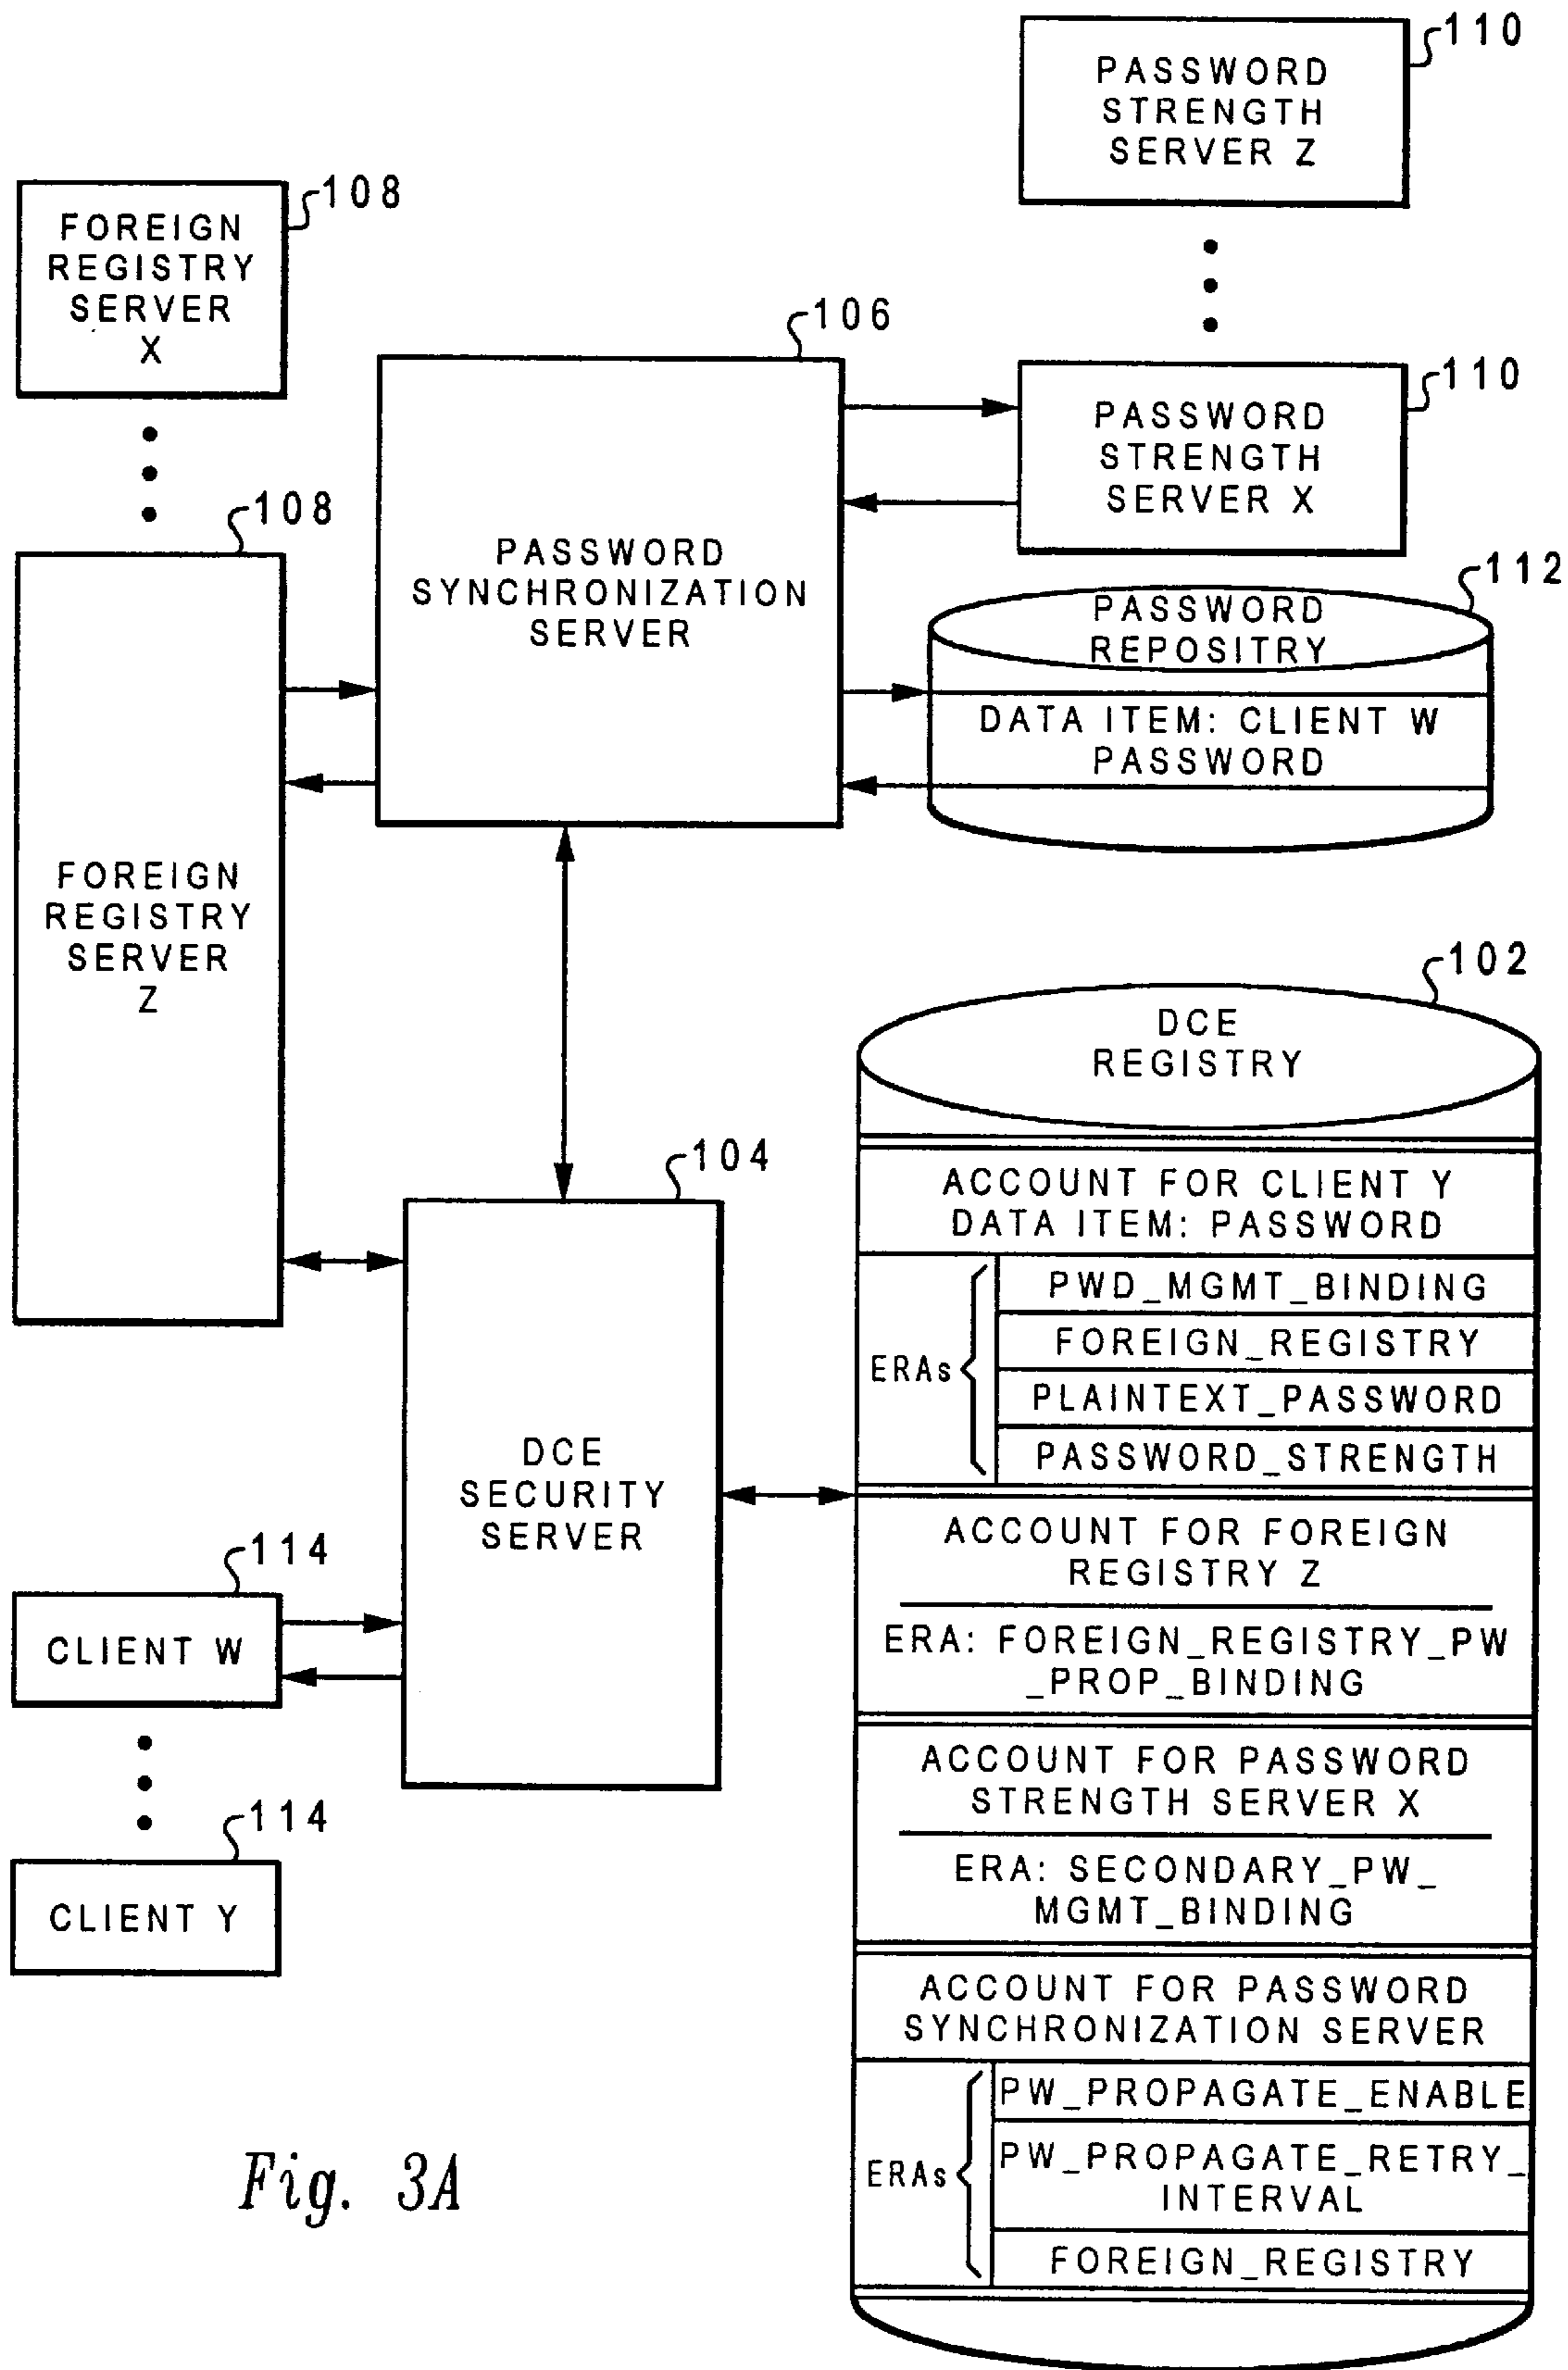 110
PASSWORD
STRENGTH
SERVER Z
108
FOREIGN
REGISTRY
SERVER
X
106
110
PASSWORD
STRENGTH
SERVER X
108
PASSWORD
SYNCHRONIZATION
SERVER
112
PASSWORD
REPOSITRY
DATA ITEM: CLIENT W
PASSWORD
FOREIGN
REGISTRY
SERVER
Z
102
DCE
REGISTRY
104
ACCOUNT FOR CLIENT Y
DATA ITEM: PASSWORD
ERAs
PWD_MGMT_BINDING
FOREIGN_REGISTRY
PLAINTEXT_PASSWORD
PASSWORD_STRENGTH
DCE
SECURITY
SERVER
ACCOUNT FOR FOREIGN
REGISTRY Z
ERA: FOREIGN_REGISTRY_PW
_PROP_BINDING
114
CLIENT W
ACCOUNT FOR PASSWORD
STRENGTH SERVER X
ERA: SECONDARY_PW_
MGMT_BINDING
114
CLIENT Y
ACCOUNT FOR PASSWORD
SYNCHRONIZATION SERVER
ERAs
PW_PROPAGATE_ENABLE
PW_PROPAGATE_RETRY_
INTERVAL
FOREIGN_REGISTRY
Fig. 3A